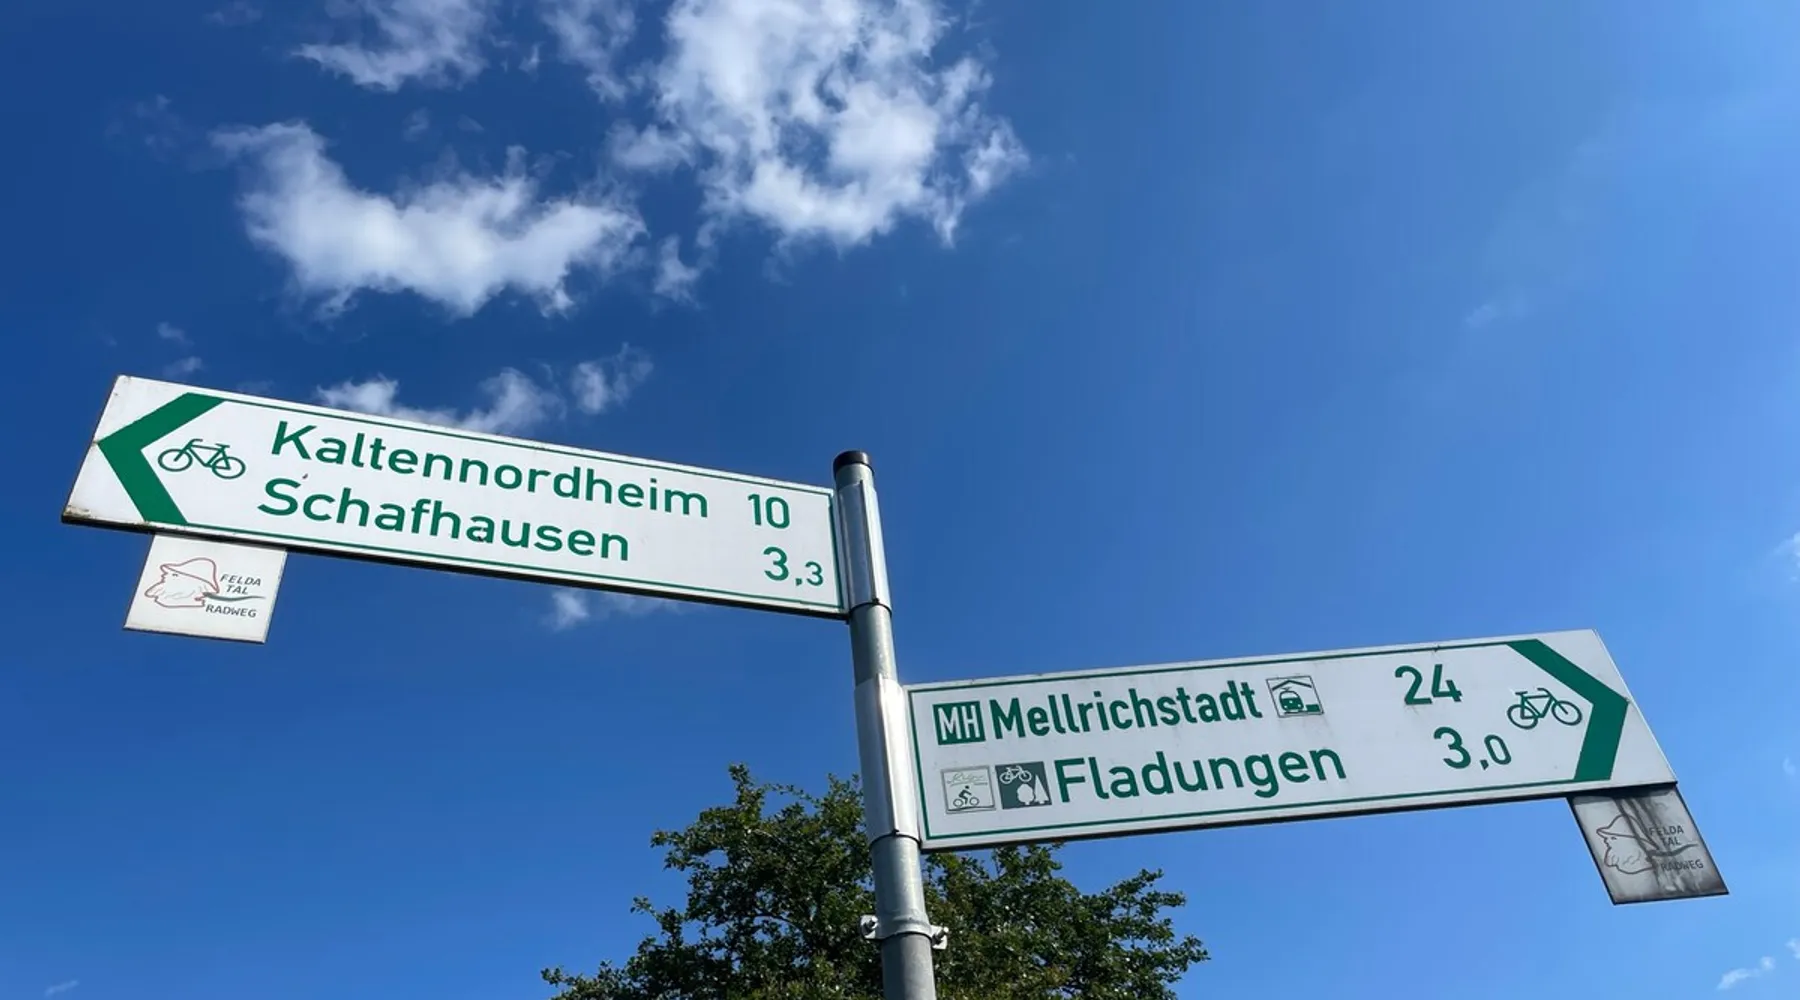 Kaltennordheim 10
Schafhausen 3,3
FELDA
TAL
RADWEG
MH Mellrichstadt 24
Fladungen 3,0
FELDA
TAL
RADWEG